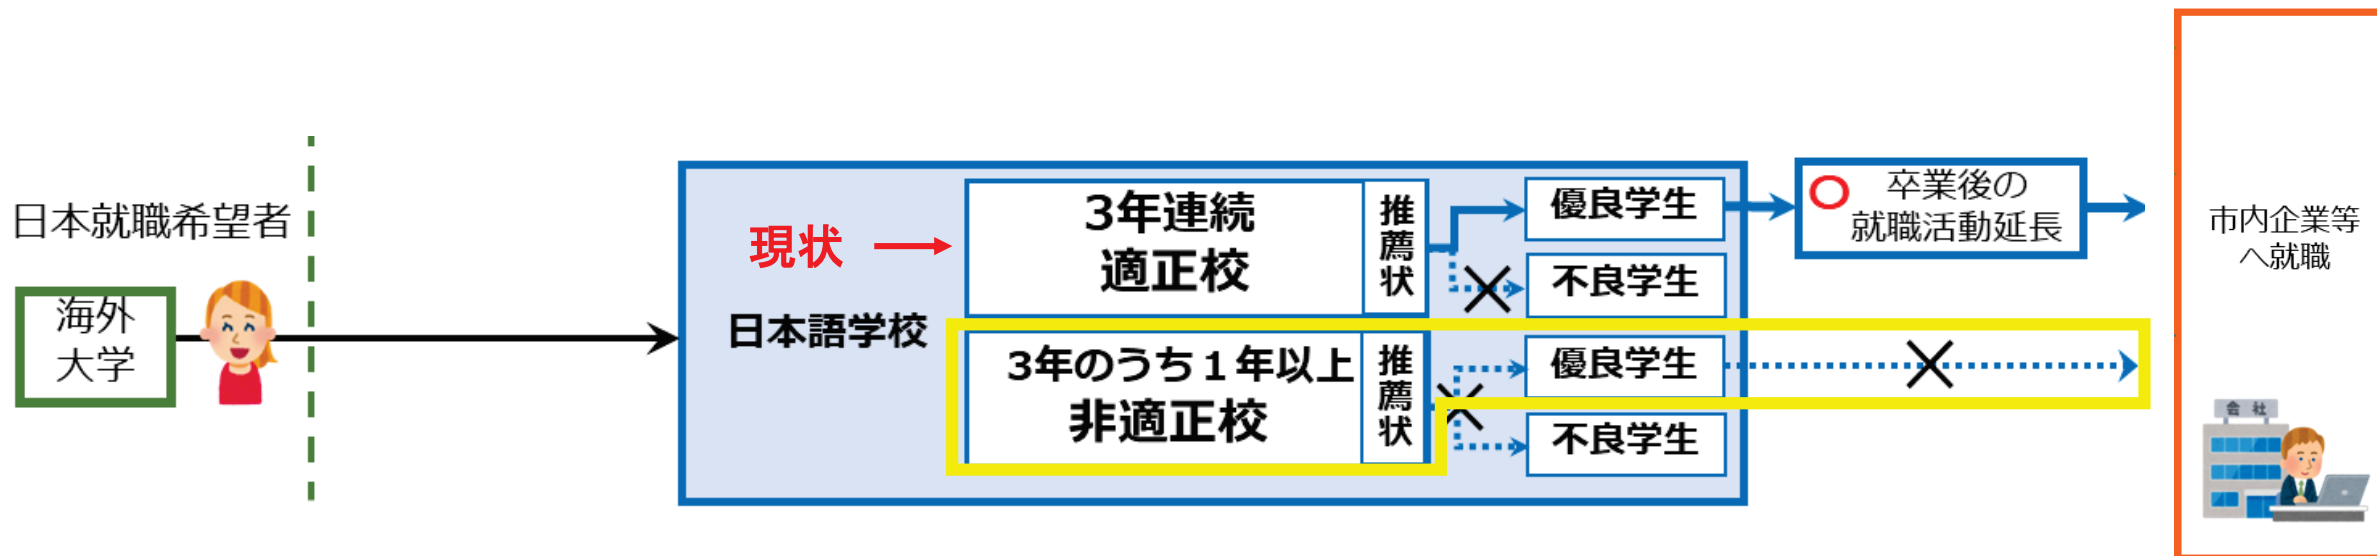 日本就職希望者
海外
大学
現状
日本語学校
3年連続
適正校
推薦状
優良学生
不良学生
3年のうち１年以上
非適正校
推薦状
優良学生
不良学生
卒業後の
就職活動延長
市内企業等
へ就職
会社